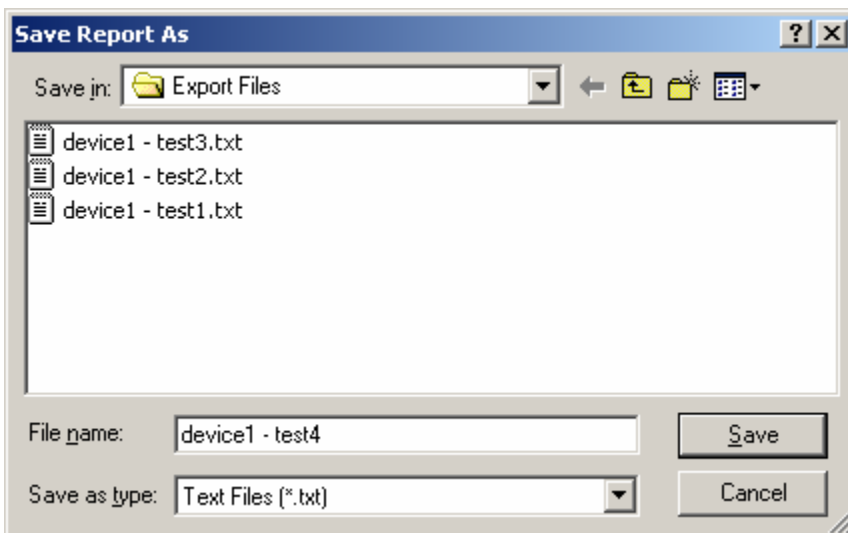 Save Report As
Save in: Export Files
device1 - test3.txt
device1 - test2.txt
device1 - test1.txt
File name: device1 - test4 Save
Save as type: Text Files (*.txt) Cancel